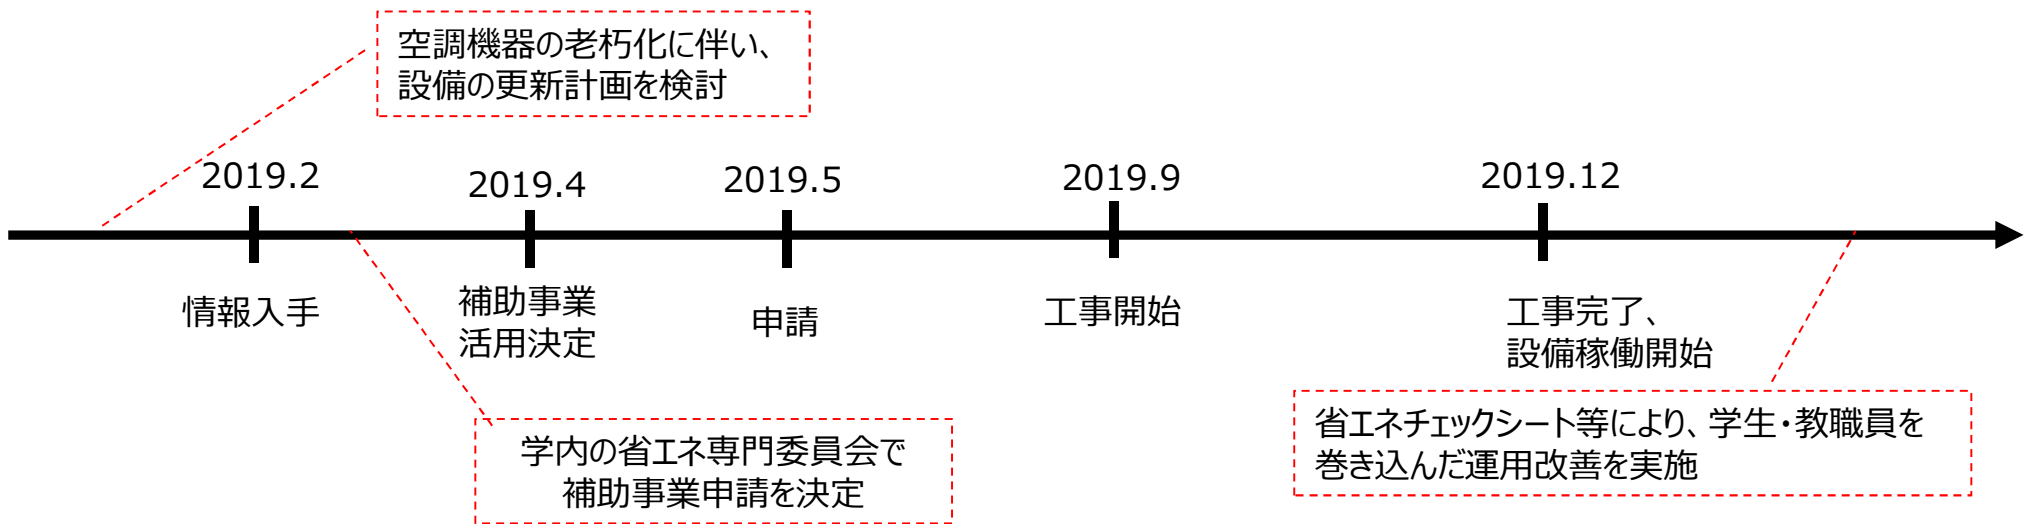 空調機器の老朽化に伴い、
設備の更新計画を検討
2019.2
2019.4
2019.5
2019.9
2019.12
情報入手
補助事業
活用決定
申請
工事開始
工事完了、
設備稼働開始
学内の省エネ専門委員会で
補助事業申請を決定
省エネチェックシート等により、学生・教職員を
巻き込んだ運用改善を実施